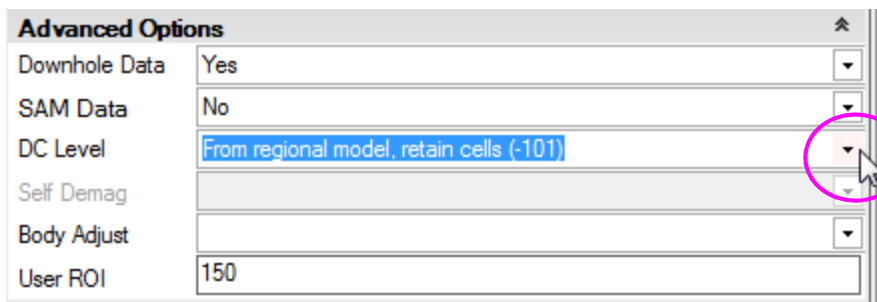 Advanced Options
Downhole Data Yes
SAM Data No
DC Level From regional model, retain cells (-101)
Self Demag
Body Adjust
User ROI 150